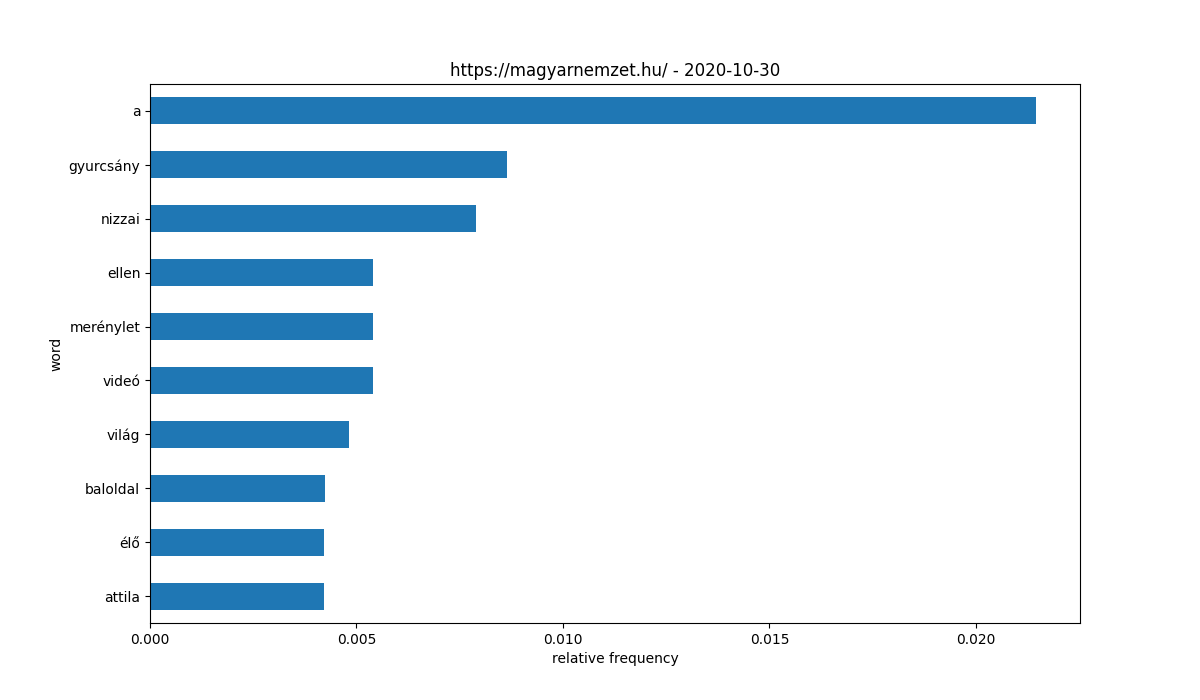 https://magyarnemzet.hu/ - 2020-10-30
a
gyurcsány
nizzai
ellen
merénylet
videó
világ
baloldal
élő
attila
word
0.000 0.005 0.010 0.015 0.020
relative frequency